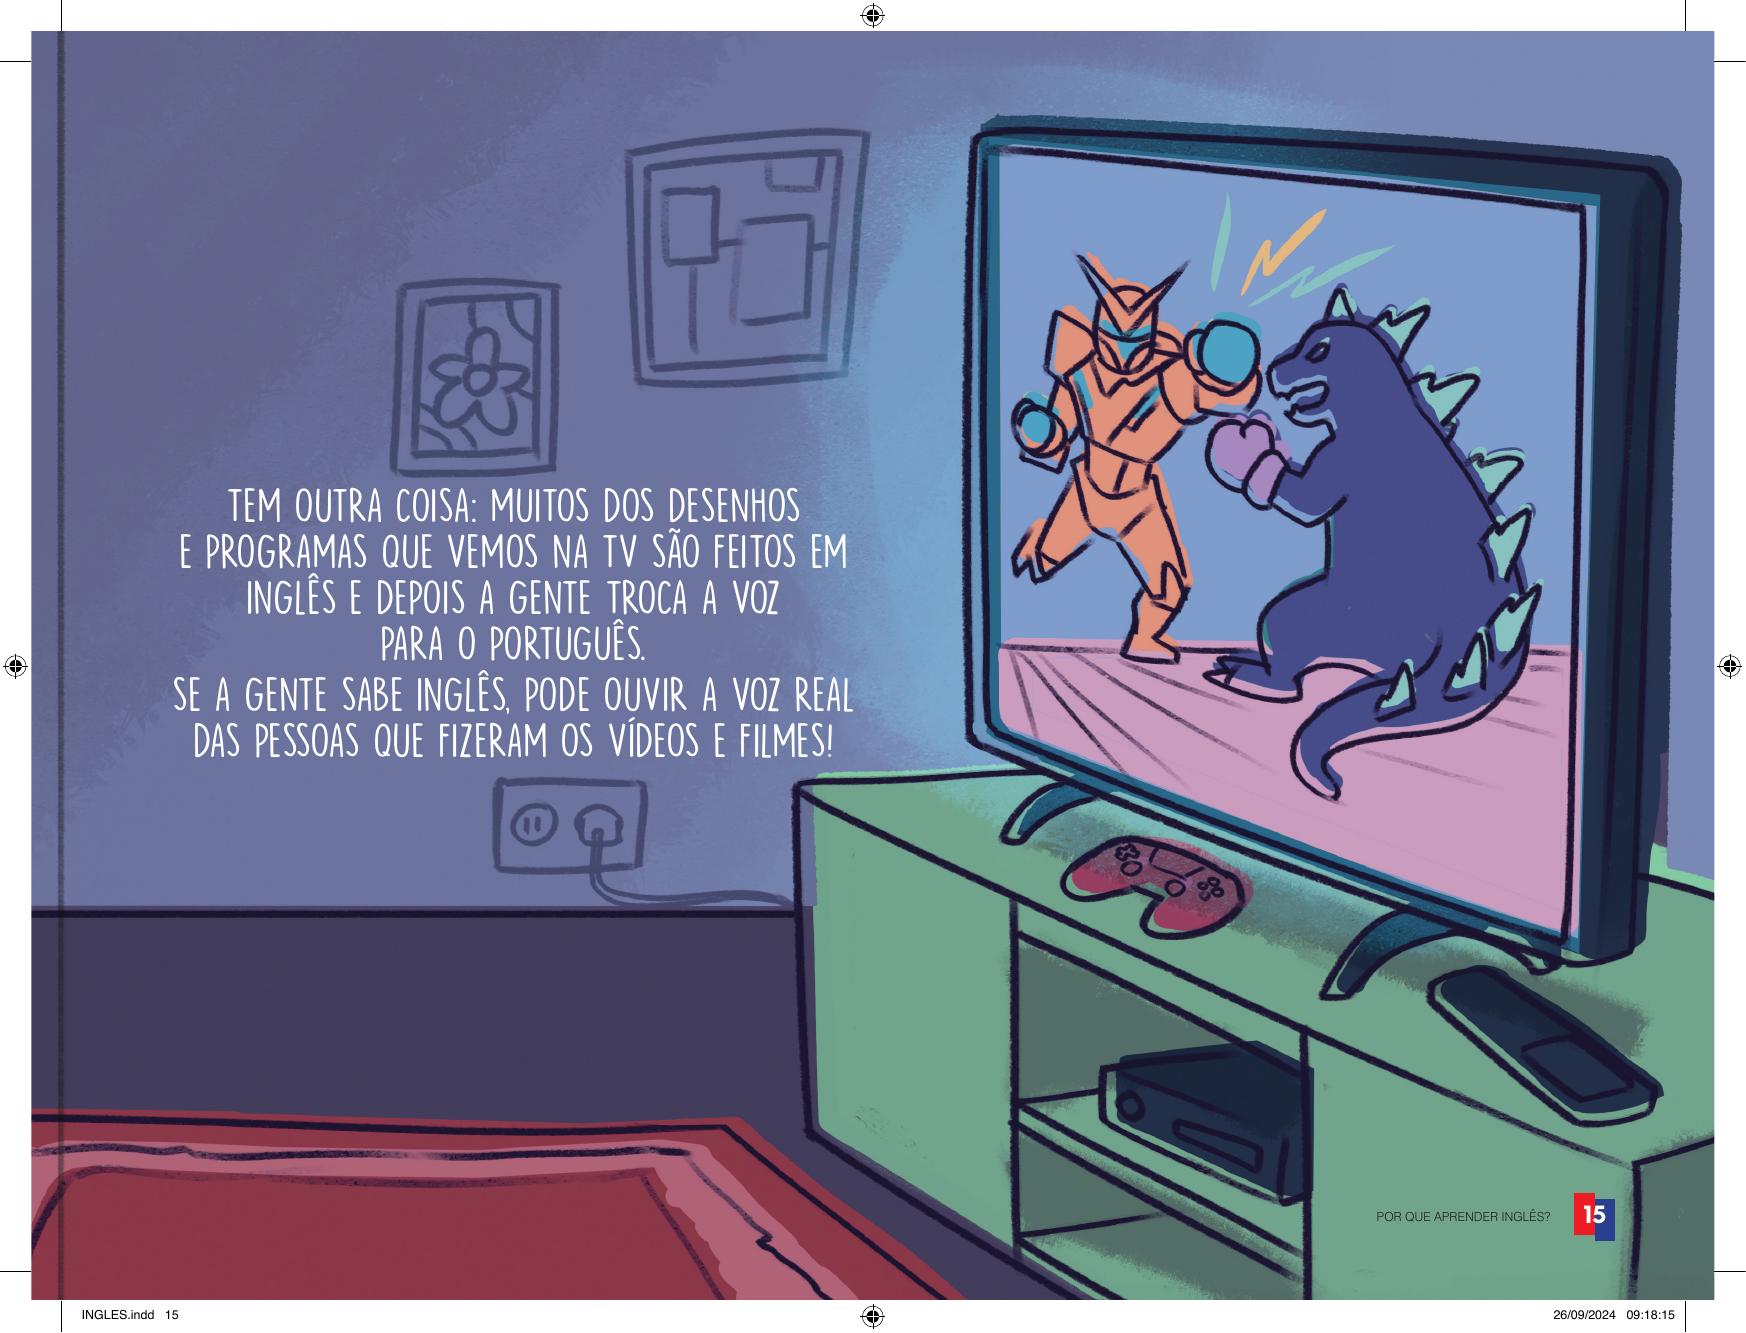 TEM OUTRA COISA: MUITOS DOS DESENHOS
E PROGRAMAS QUE VEMOS NA TV SÃO FEITOS EM
INGLÊS E DEPOIS A GENTE TROCA A VOZ
PARA O PORTUGUÊS.
SE A GENTE SABE INGLÊS, PODE OUVIR A VOZ REAL
DAS PESSOAS QUE FIZERAM OS VÍDEOS E FILMES!
POR QUE APRENDER INGLÊS? 15
INGLES.indd 15 26/09/2024 09:18:15